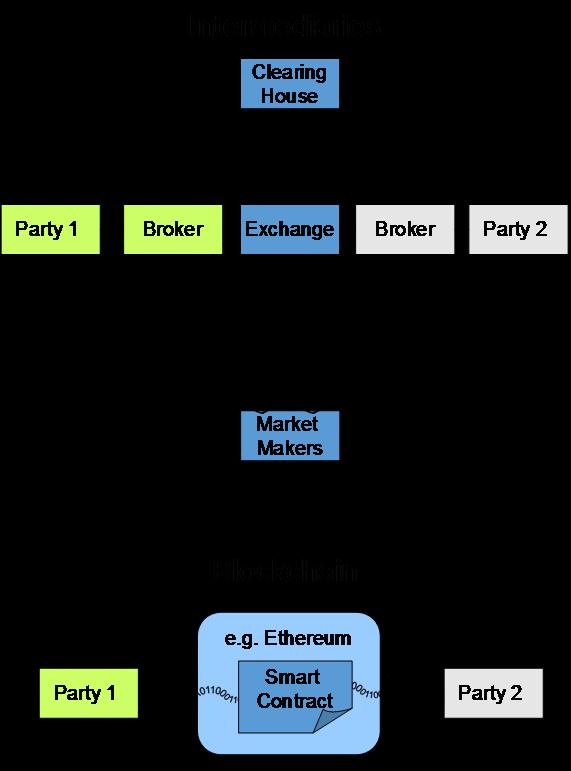 Intermediaries
Clearing
House
Party 1
Broker
Exchange
Broker
Party 2
Market
Makers
Blockchain
e.g. Ethereum
Party 1
Smart
Contract
Party 2